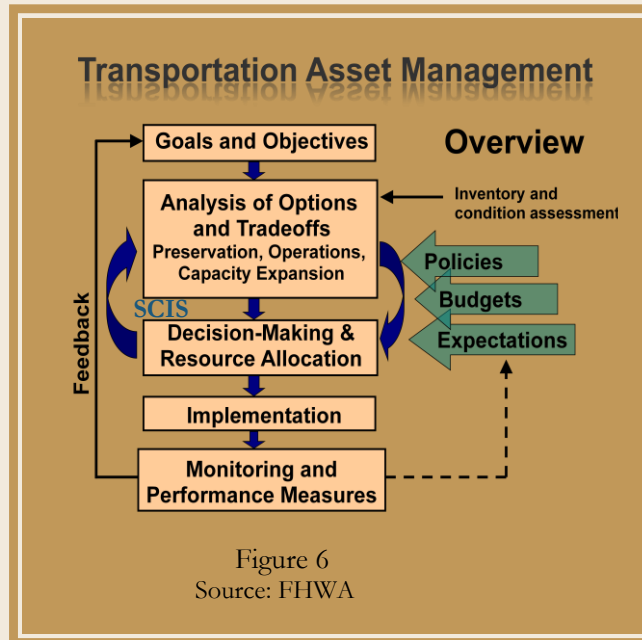 Transportation Asset Management
Overview
Goals and Objectives
Analysis of Options
and Tradeoffs
Preservation, Operations,
Capacity Expansion
Inventory and
condition assessment
Policies
Budgets
Expectations
SCIS
Decision-Making &
Resource Allocation
Feedback
Implementation
Monitoring and
Performance Measures
Figure 6
Source: FHWA